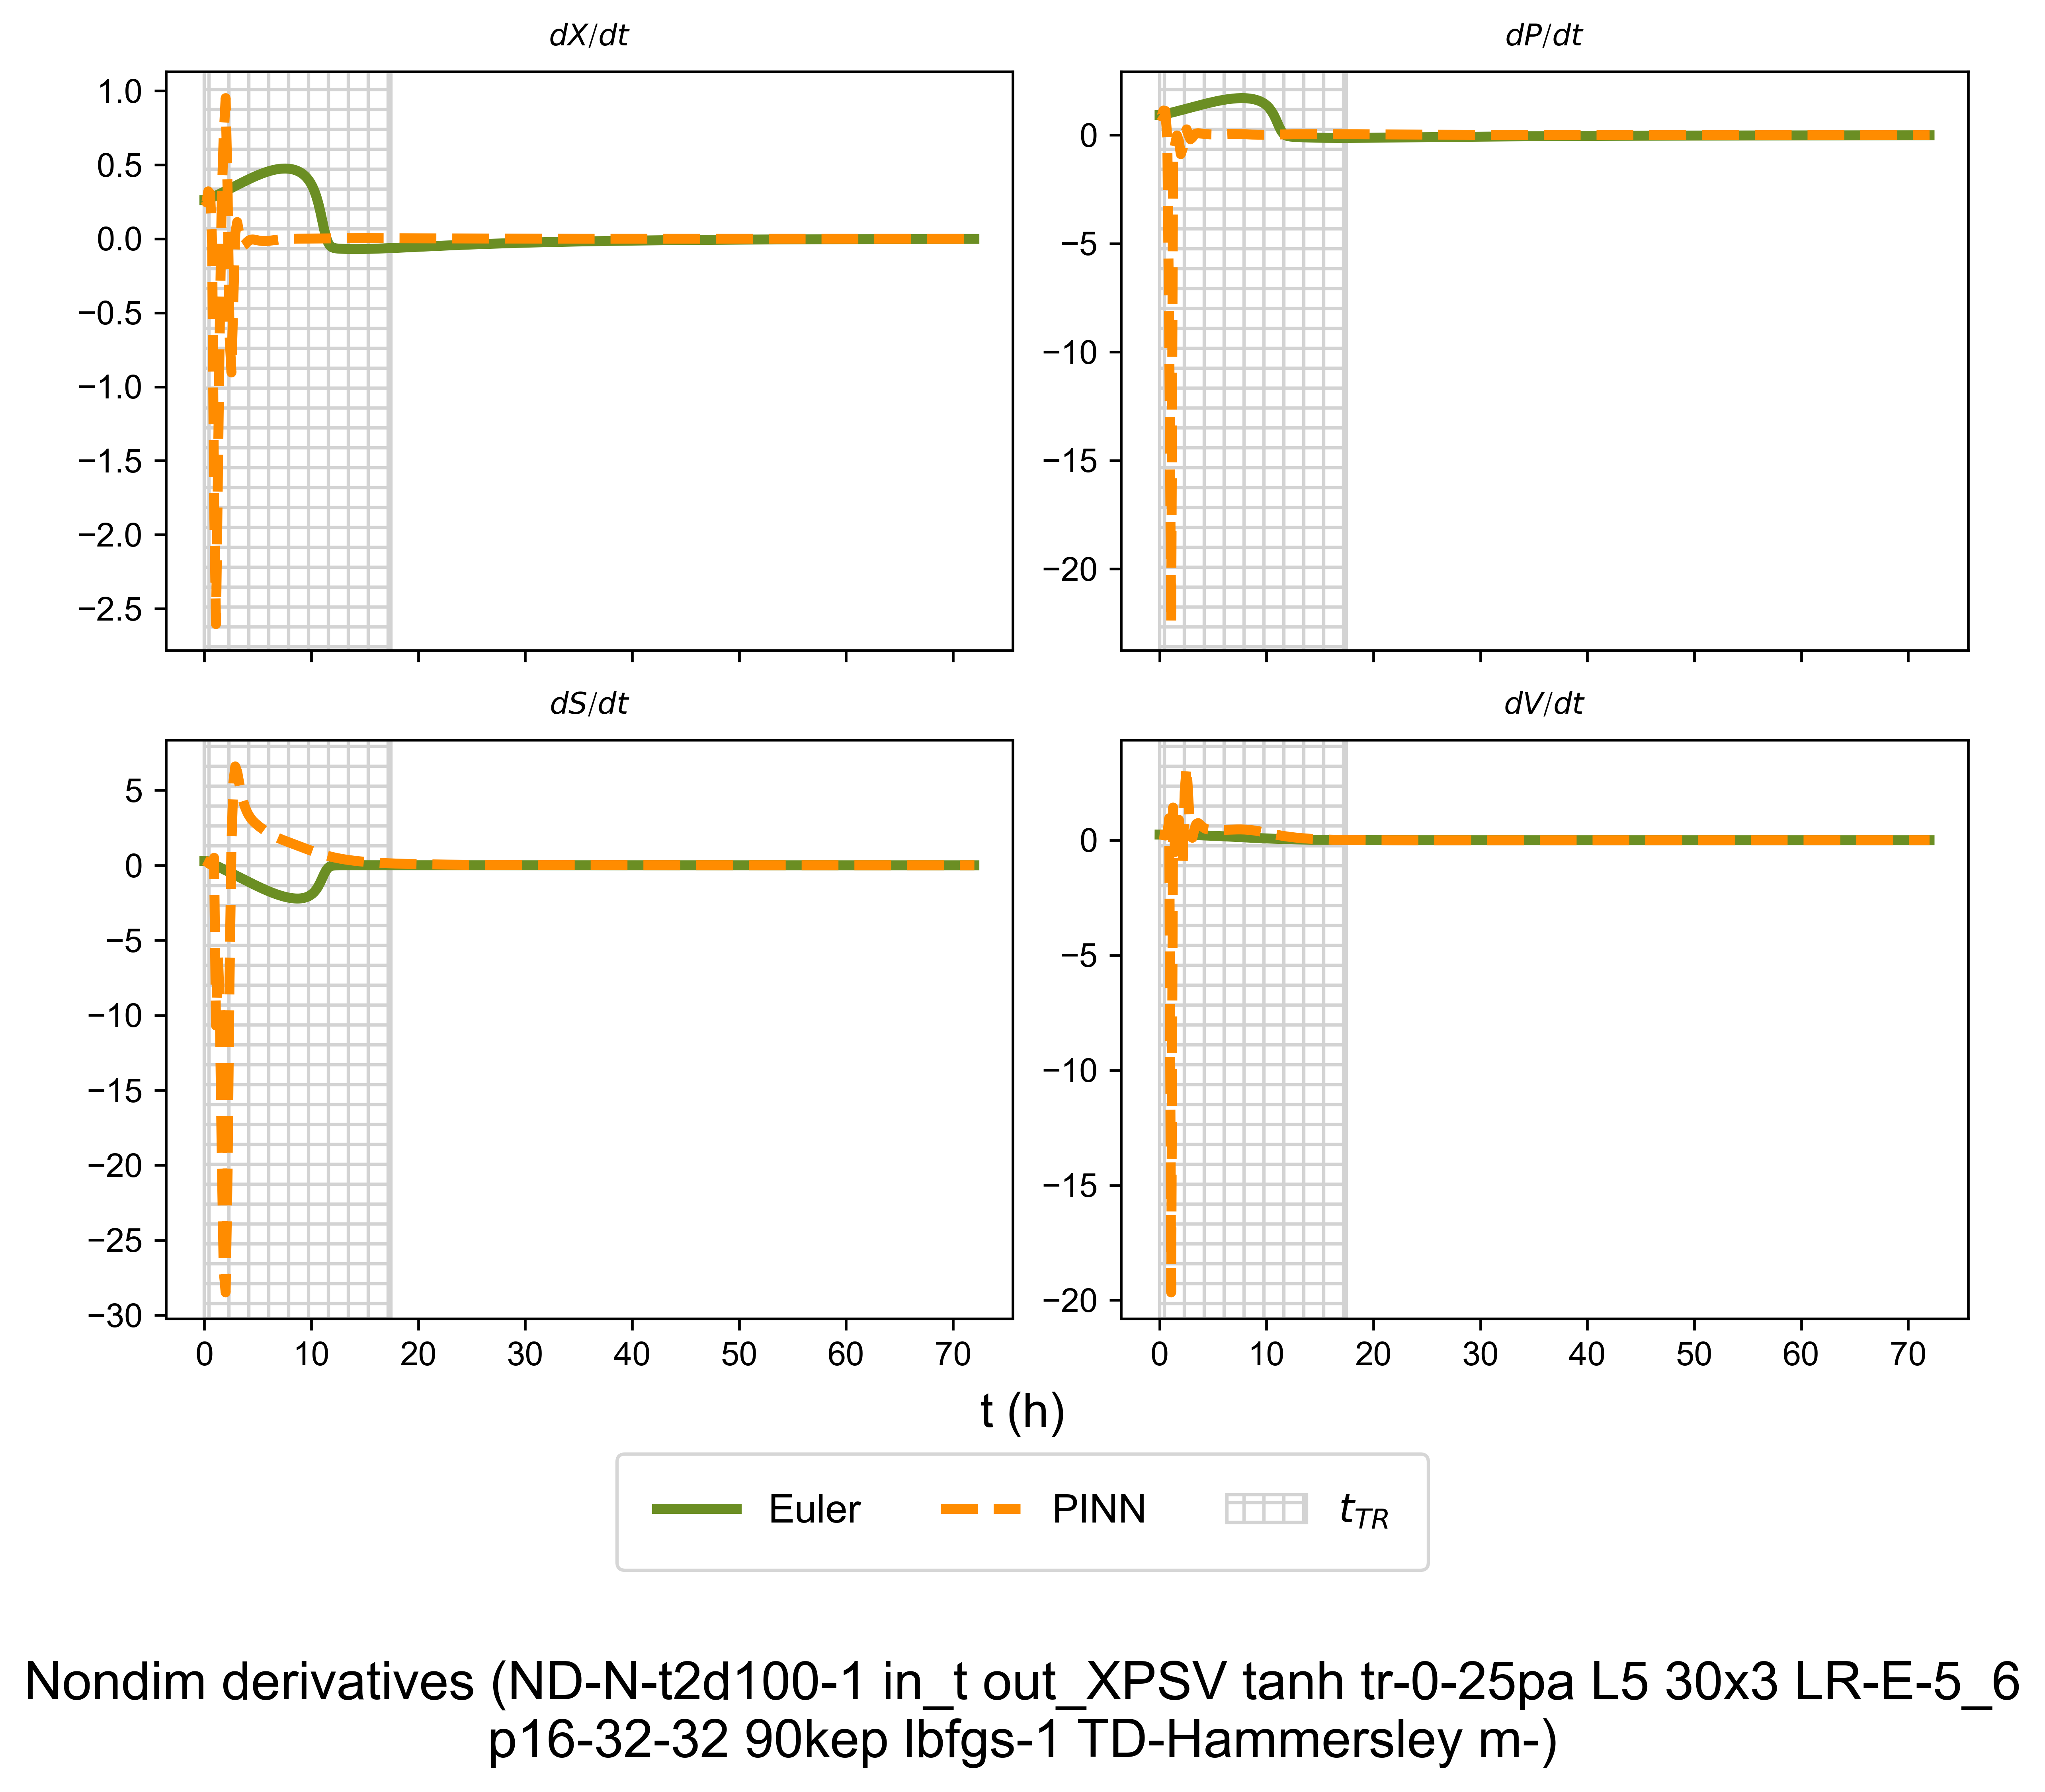 dX/dt
dP/dt
1.0
0.5
0.0
−0.5
−1.0
−1.5
−2.0
−2.5
0
−5
−10
−15
−20
dS/dt
dV/dt
5
0
−5
−10
−15
−20
−25
−30
0
−5
−10
−15
−20
0 10 20 30 40 50 60 70
0 10 20 30 40 50 60 70
t (h)
Euler PINN t_TR
Nondim derivatives (ND-N-t2d100-1 in_t out_XPSV tanh tr-0-25pa L5 30x3 LR-E-5_6
p16-32-32 90kep lbfgs-1 TD-Hammersley m-)